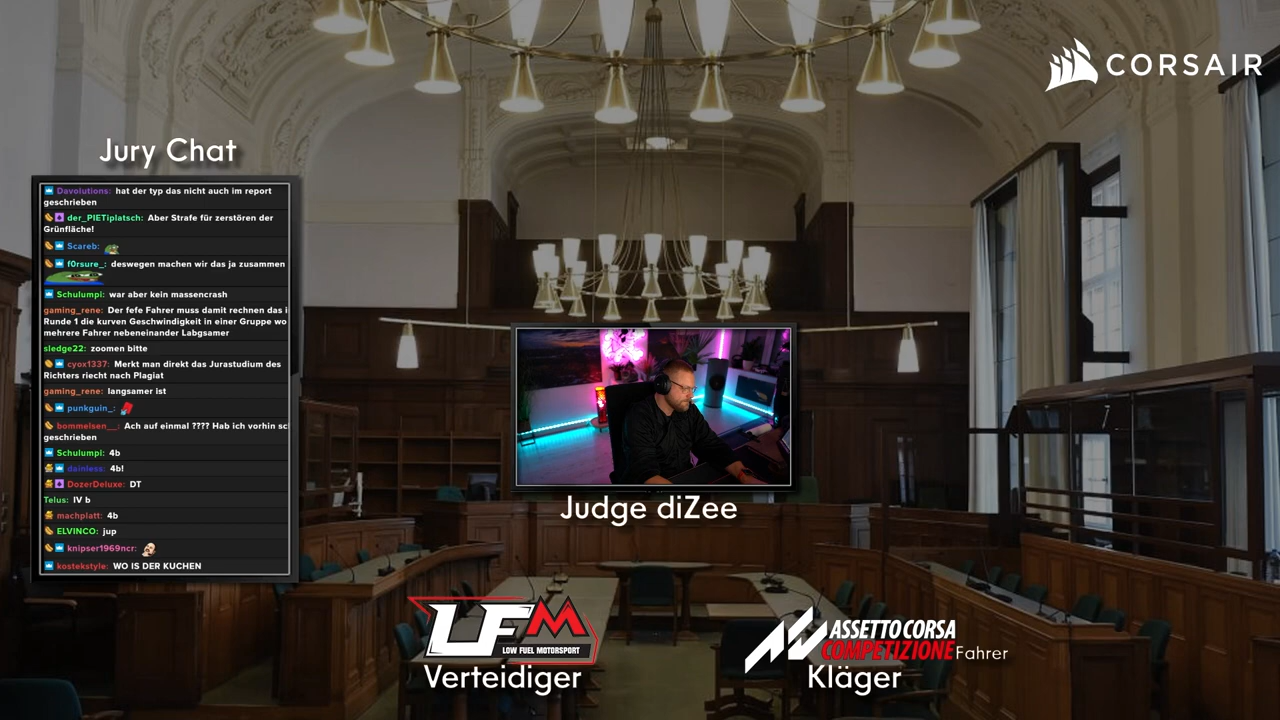 CORSAIR
Jury Chat
Davolutions: hat der typ das nicht auch im report
geschrieben
der_PIETiplatsch: Aber Strafe für zerstören der
Grünfläche!
Scareb:
f0rsure_: deswegen machen wir das ja zusammen
Schulumpi: war aber kein massencrash
gaming_rene: Der fefe Fahrer muss damit rechnen das i
Runde 1 die kurven Geschwindigkeit in einer Gruppe wo
mehrere Fahrer nebeneinander Labgsamer
sledge22: zoomen bitte
cyox1337: Merkt man direkt das Jurastudium des
Richters riecht nach Plagiat
gaming_rene: langsamer ist
punkguin_:
bommelsen__: Ach auf einmal ???? Hab ich vorhin sc
geschrieben
Schulumpi: 4b
dainless: 4b!
DozerDeluxe: DT
Telus: IV b
machplatt: 4b
ELVINCO: jup
knipser1969ncr:
kostekstyle: WO IS DER KUCHEN
Judge diZee
LFM
LOW FUEL MOTORSPORT
Verteidiger
ASSETTO CORSA
COMPETIZIONE Fahrer
Kläger